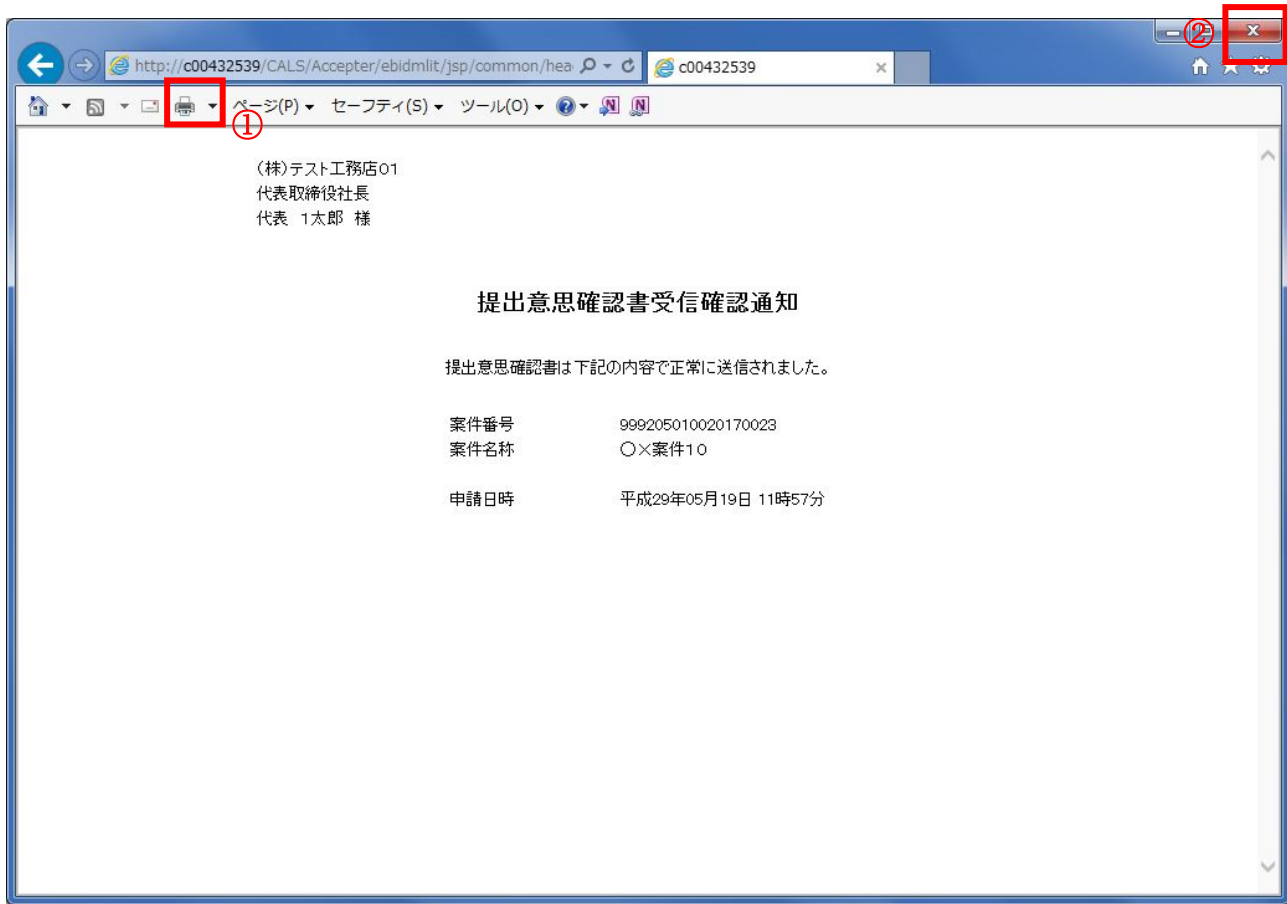 ②
http://c00432539/CALS/Accepter/ebidmlit/jsp/common/hea
c00432539
ページ(P) セーフティ(S) ツール(O)
①
(株)テスト工務店01
代表取締役社長
代表 1太郎 様
提出意思確認書受信確認通知
提出意思確認書は下記の内容で正常に送信されました。
案件番号 999205010020170023
案件名称 〇×案件10
申請日時 平成29年05月19日 11時57分